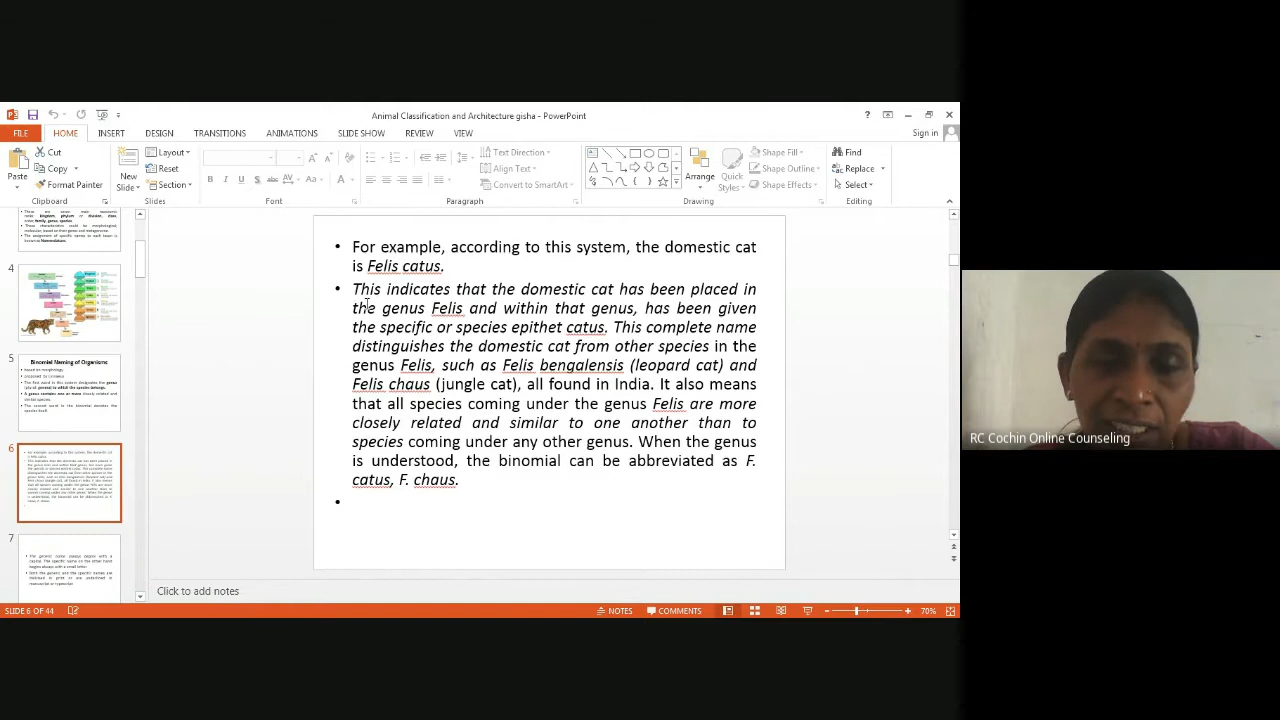 Animal Classification and Architecture gisha - PowerPoint
? 
Sign in
FILE HOME INSERT DESIGN TRANSITIONS ANIMATIONS SLIDE SHOW REVIEW VIEW
Paste
Cut
Copy
Format Painter
Clipboard
New Slide
Layout
Reset
Section
Slides
B I U S abc AV Aa A
Font
Text Direction
Align Text
Convert to SmartArt
Paragraph
Arrange
Quick Styles
Shape Fill
Shape Outline
Shape Effects
Drawing
Find
Replace
Select
Editing
4
5
Binomial Naming of Organisms
6
7
• For example, according to this system, the domestic cat
is Felis catus.
• This indicates that the domestic cat has been placed in
the genus Felis and within that genus, has been given
the specific or species epithet catus. This complete name
distinguishes the domestic cat from other species in the
genus Felis, such as Felis bengalensis (leopard cat) and
Felis chaus (jungle cat), all found in India. It also means
that all species coming under the genus Felis are more
closely related and similar to one another than to
species coming under any other genus. When the genus
is understood, the binomial can be abbreviated as F.
catus, F. chaus.
•
Click to add notes
SLIDE 6 OF 44
NOTES COMMENTS 70%
RC Cochin Online Counseling